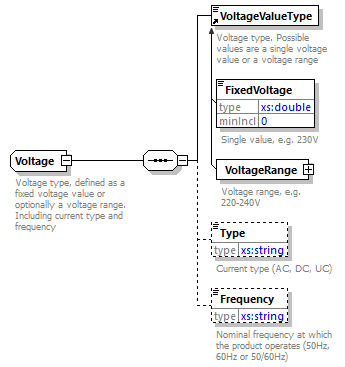 VoltageValueType
Voltage type. Possible
values are a single voltage
value or a voltage range
FixedVoltage
type xs:double
minIncl 0
Single value, e.g. 230V
Voltage
Voltage type, defined as a
fixed voltage value or
optionally a voltage range.
Including current type and
frequency
VoltageRange
Voltage range, e.g.
220-240V
Type
type xs:string
Current type (AC, DC, UC)
Frequency
type xs:string
Nominal frequency at which
the product operates (50Hz,
60Hz or 50/60Hz)